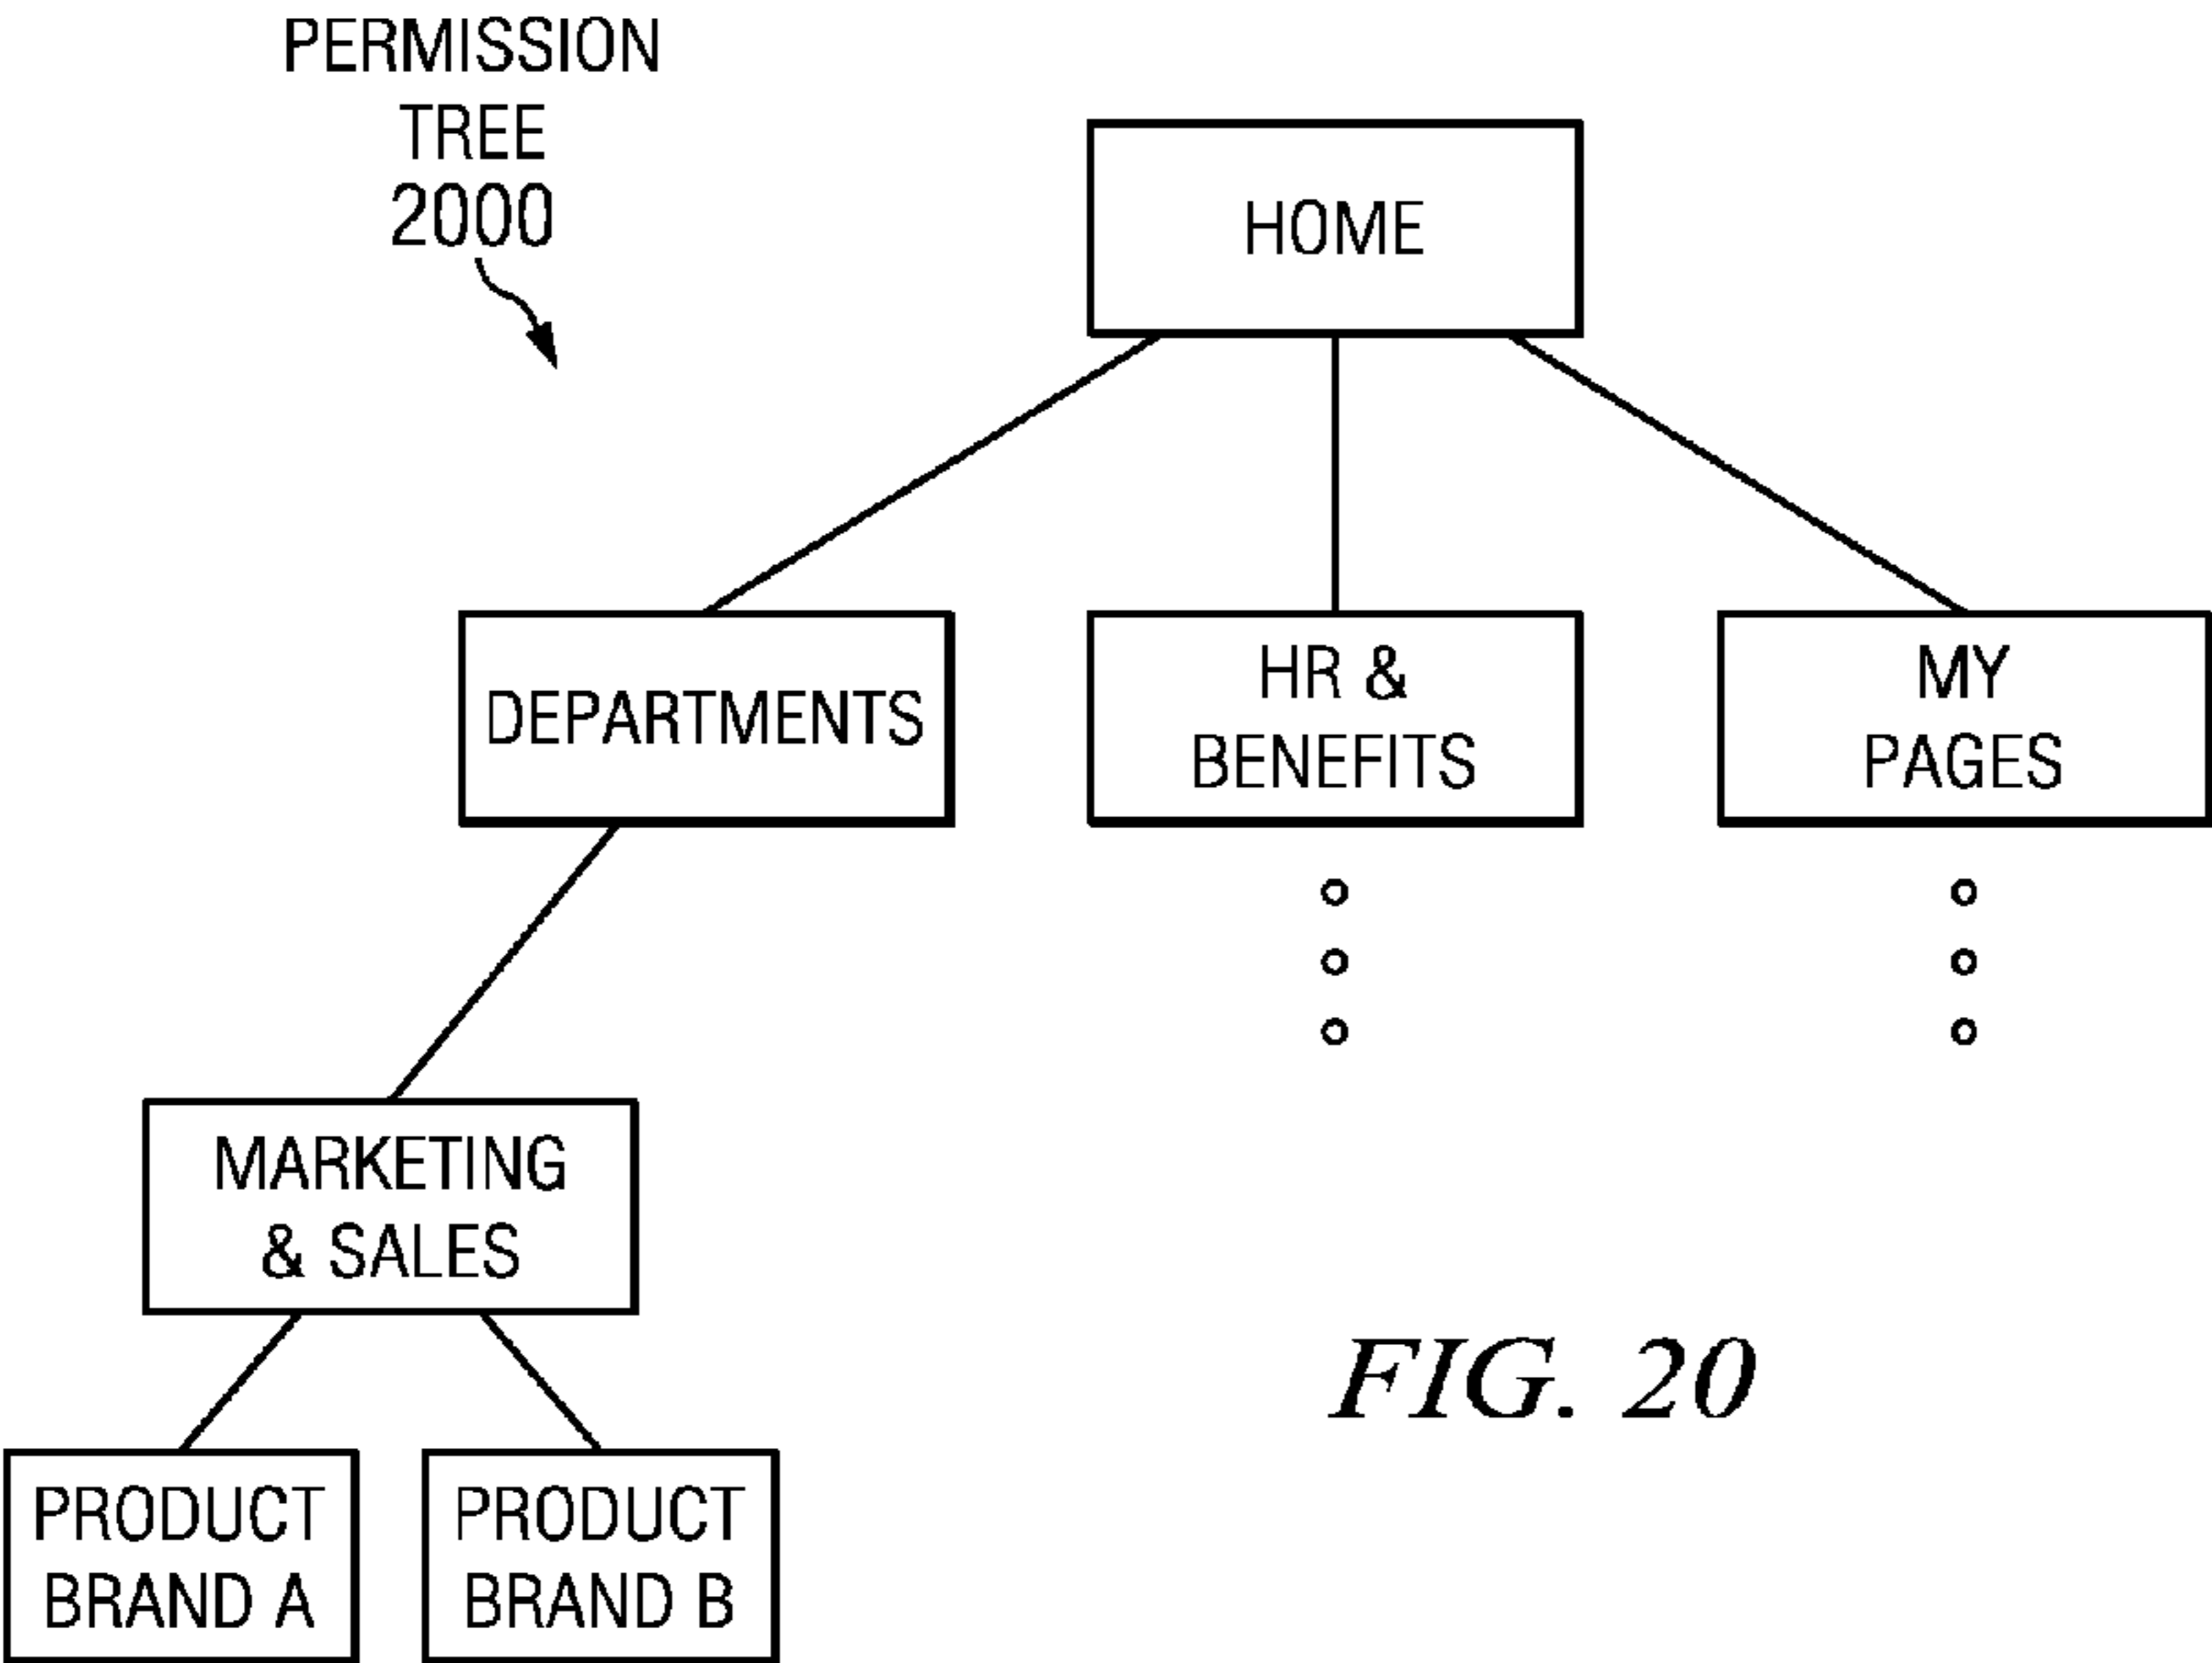 PERMISSION
TREE
2000
HOME
DEPARTMENTS
HR &
BENEFITS
MY
PAGES
MARKETING
& SALES
PRODUCT
BRAND A
PRODUCT
BRAND B
FIG. 20